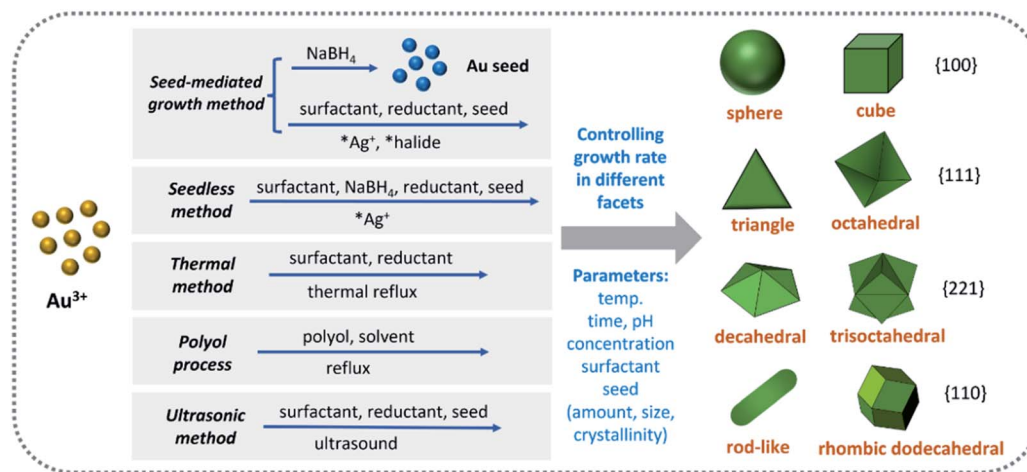 Au³⁺
Seed-mediated
growth method
NaBH₄
Au seed
surfactant, reductant, seed
*Ag⁺, *halide
Seedless
method
surfactant, NaBH₄, reductant, seed
*Ag⁺
Thermal
method
surfactant, reductant
thermal reflux
Polyol
process
polyol, solvent
reflux
Ultrasonic
method
surfactant, reductant, seed
ultrasound
Controlling
growth rate
in different
facets
Parameters:
temp.
time, pH
concentration
surfactant
seed
(amount, size,
crystallinity)
sphere
cube
{100}
triangle
octahedral
{111}
decahedral
trisoctahedral
{221}
rod-like
rhombic dodecahedral
{110}